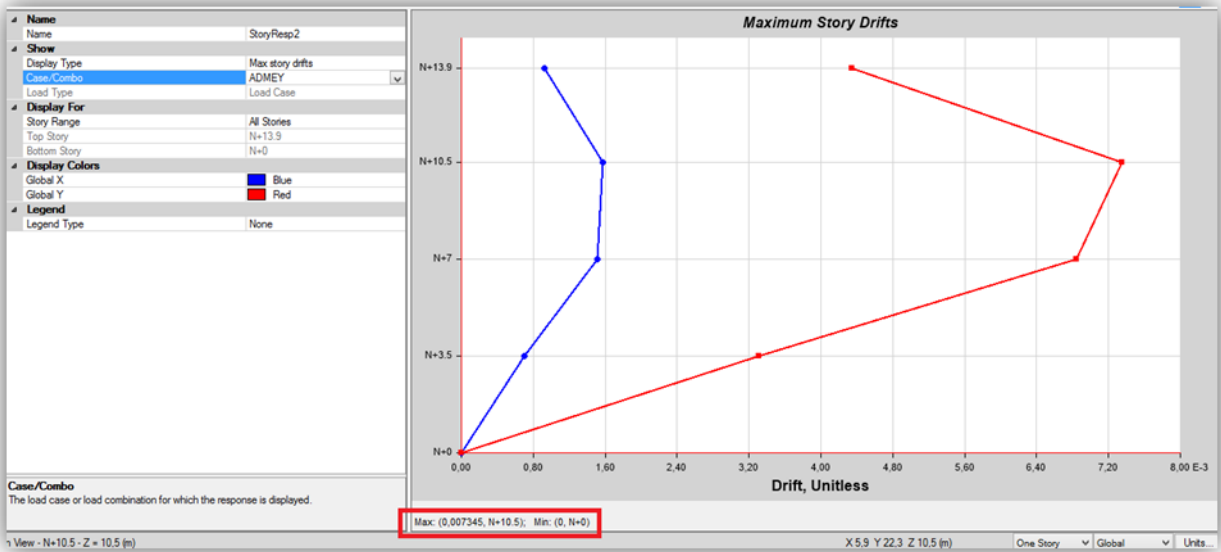 Name
Name StoryResp2
Show
Display Type Max story drifts
Case/Combo ADMEY
Load Type Load Case
Display For
Story Range All Stories
Top Story N+13.9
Bottom Story N+0
Display Colors
Global X Blue
Global Y Red
Legend
Legend Type None
Case/Combo
The load case or load combination for which the response is displayed.
Maximum Story Drifts
N+13.9
N+10.5
N+7
N+3.5
N+0
0,00 0,80 1,60 2,40 3,20 4,00 4,80 5,60 6,40 7,20 8,00 E-3
Drift, Unitless
Max: (0,007345, N+10.5); Min: (0, N+0)
View - N+10.5 - Z = 10,5 (m) X 5,9 Y 22,3 Z 10,5 (m) One Story Global Units...